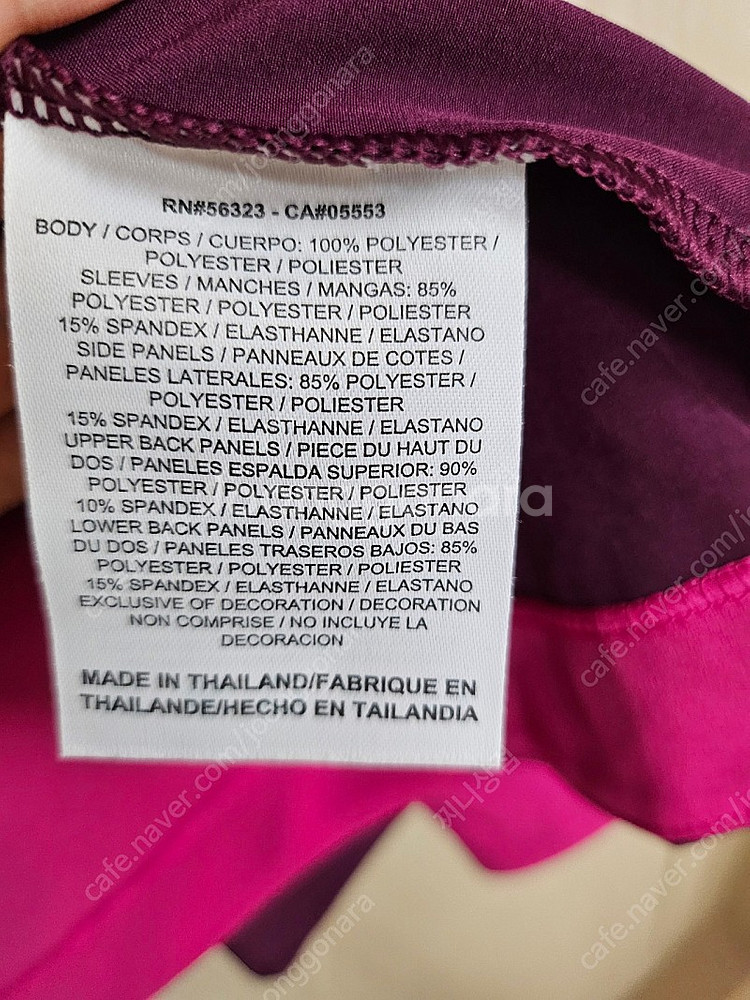 RN#56323 - CA#05553
BODY / CORPS / CUERPO: 100% POLYESTER /
POLYESTER / POLIESTER
SLEEVES / MANCHES / MANGAS: 85%
POLYESTER / POLYESTER / POLIESTER
15% SPANDEX / ELASTHANNE / ELASTANO
SIDE PANELS / PANNEAUX DE COTES /
PANELES LATERALES: 85% POLYESTER /
POLYESTER / POLIESTER
15% SPANDEX / ELASTHANNE / ELASTANO
UPPER BACK PANELS / PIECE DU HAUT DU
DOS / PANELES ESPALDA SUPERIOR: 90%
POLYESTER / POLYESTER / POLIESTER
10% SPANDEX / ELASTHANNE / ELASTANO
LOWER BACK PANELS / PANNEAUX DU BAS
DU DOS / PANELES TRASEROS BAJOS: 85%
POLYESTER / POLYESTER / POLIESTER
15% SPANDEX / ELASTHANNE / ELASTANO
EXCLUSIVE OF DECORATION / DECORATION
NON COMPRISE / NO INCLUYE LA
DECORACION
MADE IN THAILAND/FABRIQUE EN
THAILANDE/HECHO EN TAILANDIA
cafe.naver.com/joonggonara
cafe.naver.com/jo
cafe.naver.com/jo
cafe.naver.com